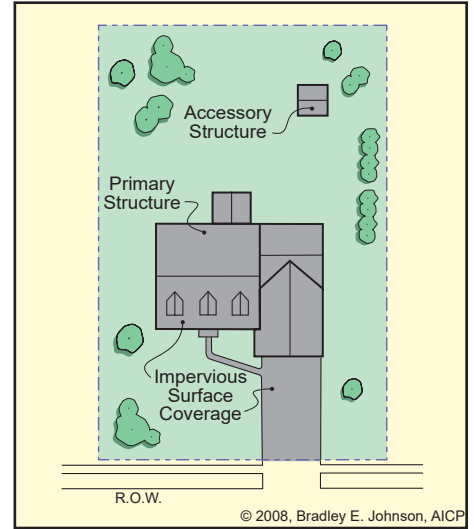 Accessory
Structure
Primary
Structure
Impervious
Surface
Coverage
R.O.W.
© 2008, Bradley E. Johnson, AICP